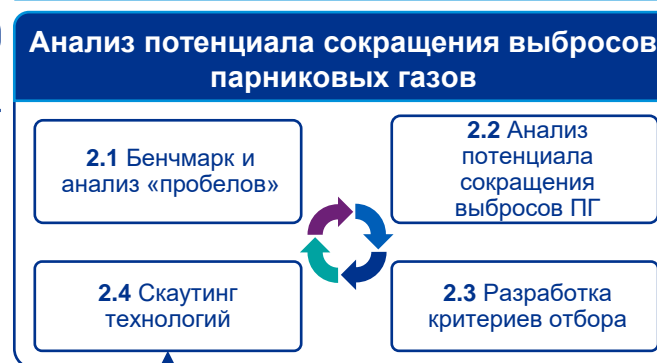 Анализ потенциала сокращения выбросов
парниковых газов
2.1 Бенчмарк и
анализ «пробелов»
2.2 Анализ
потенциала
сокращения
выбросов ПГ
2.4 Скаутинг
технологий
2.3 Разработка
критериев отбора